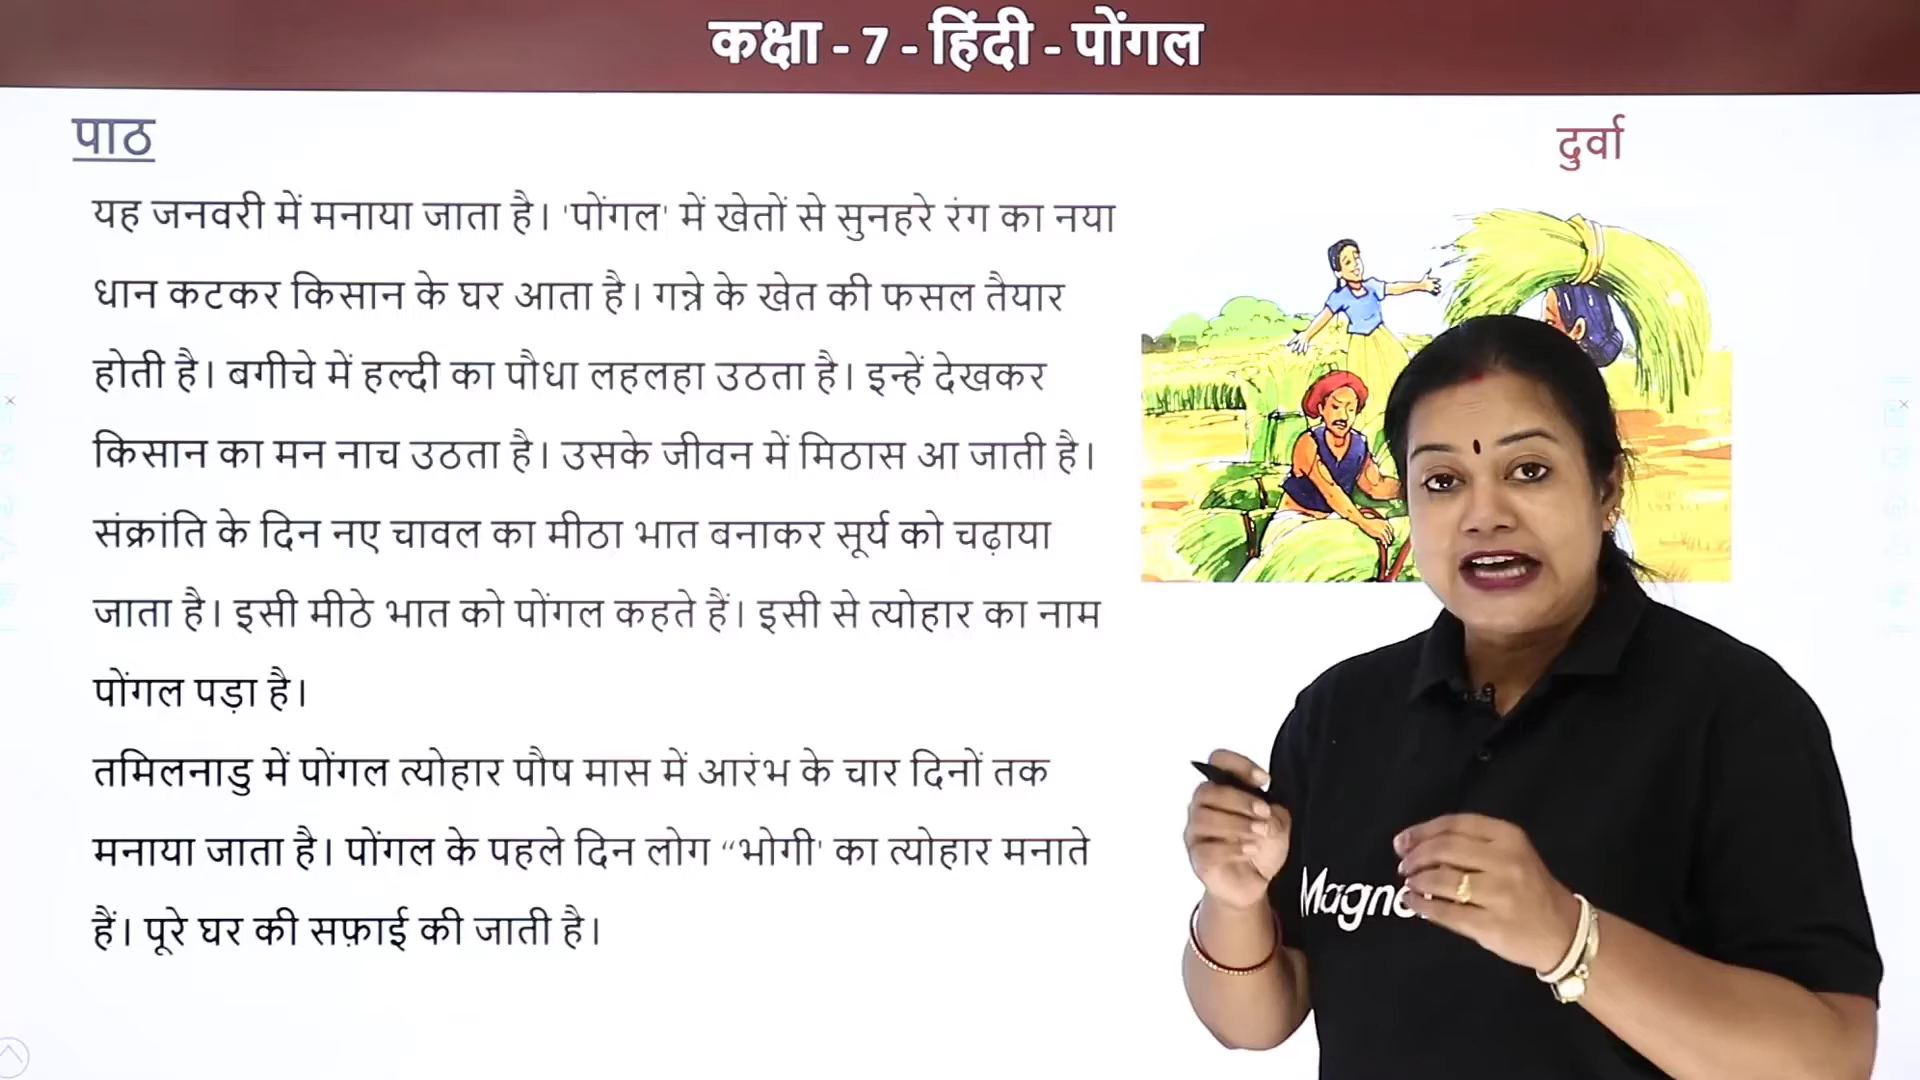 कक्षा - 7 - हिंदी - पोंगल
पाठ
दुर्वा
यह जनवरी में मनाया जाता है। 'पोंगल' में खेतों से सुनहरे रंग का नया
धान कटकर किसान के घर आता है। गन्ने के खेत की फसल तैयार
होती है। बगीचे में हल्दी का पौधा लहलहा उठता है। इन्हें देखकर
किसान का मन नाच उठता है। उसके जीवन में मिठास आ जाती है।
संक्रांति के दिन नए चावल का मीठा भात बनाकर सूर्य को चढ़ाया
जाता है। इसी मीठे भात को पोंगल कहते हैं। इसी से त्योहार का नाम
पोंगल पड़ा है।
तमिलनाडु में पोंगल त्योहार पौष मास में आरंभ के चार दिनों तक
मनाया जाता है। पोंगल के पहले दिन लोग “भोगी' का त्योहार मनाते
हैं। पूरे घर की सफ़ाई की जाती है।